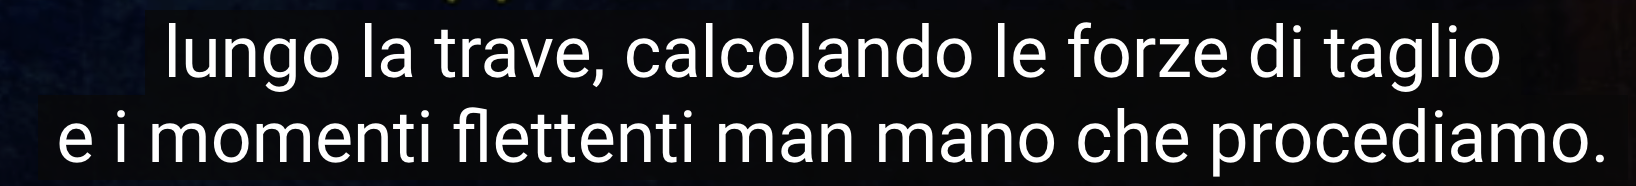 lungo la trave, calcolando le forze di taglio
e i momenti flettenti man mano che procediamo.